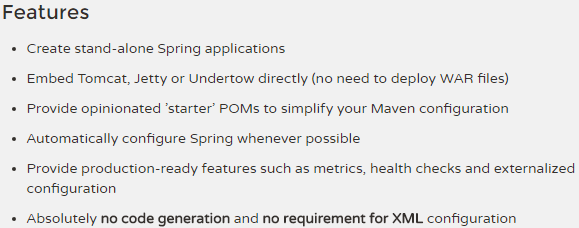 Features
• Create stand-alone Spring applications
• Embed Tomcat, Jetty or Undertow directly (no need to deploy WAR files)
• Provide opinionated 'starter' POMs to simplify your Maven configuration
• Automatically configure Spring whenever possible
• Provide production-ready features such as metrics, health checks and externalized
configuration
• Absolutely no code generation and no requirement for XML configuration